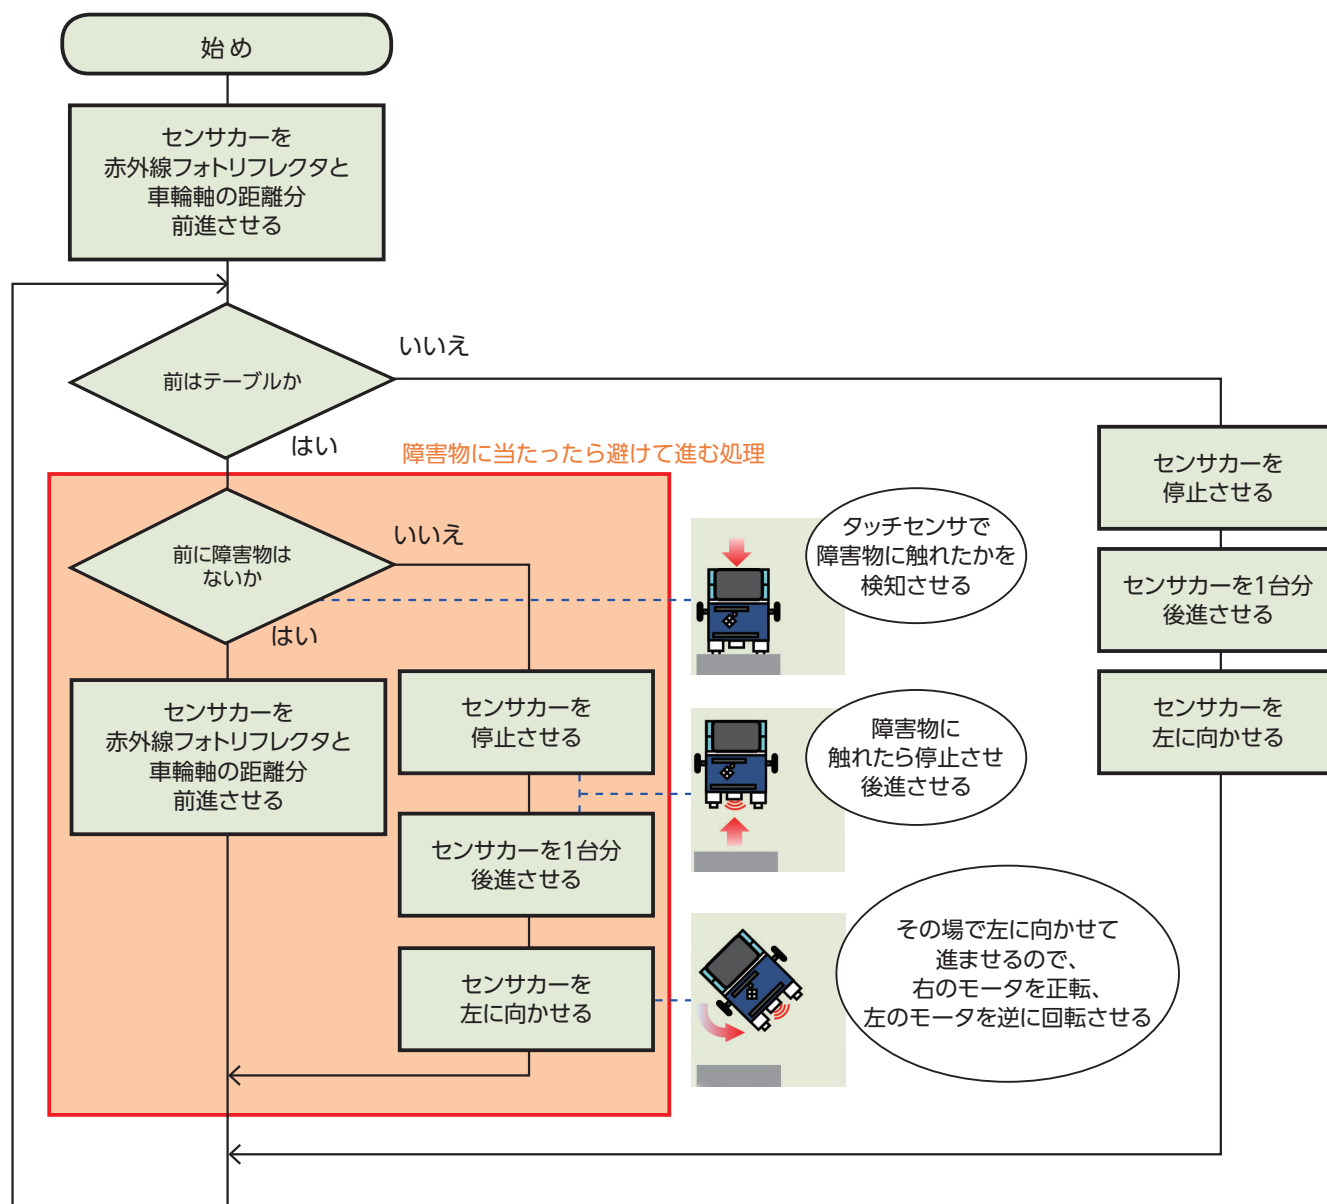 始め
センサカーを
赤外線フォトリフレクタと
車輪軸の距離分
前進させる
前はテーブルか
いいえ
はい
障害物に当たったら避けて進む処理
前に障害物は
ないか
いいえ
はい
センサカーを
赤外線フォトリフレクタと
車輪軸の距離分
前進させる
センサカーを
停止させる
センサカーを1台分
後進させる
センサカーを
左に向かせる
タッチセンサで
障害物に触れたかを
検知させる
障害物に
触れたら停止させ
後進させる
その場で左に向かせて
進ませるので、
右のモータを正転、
左のモータを逆に回転させる
センサカーを
停止させる
センサカーを1台分
後進させる
センサカーを
左に向かせる